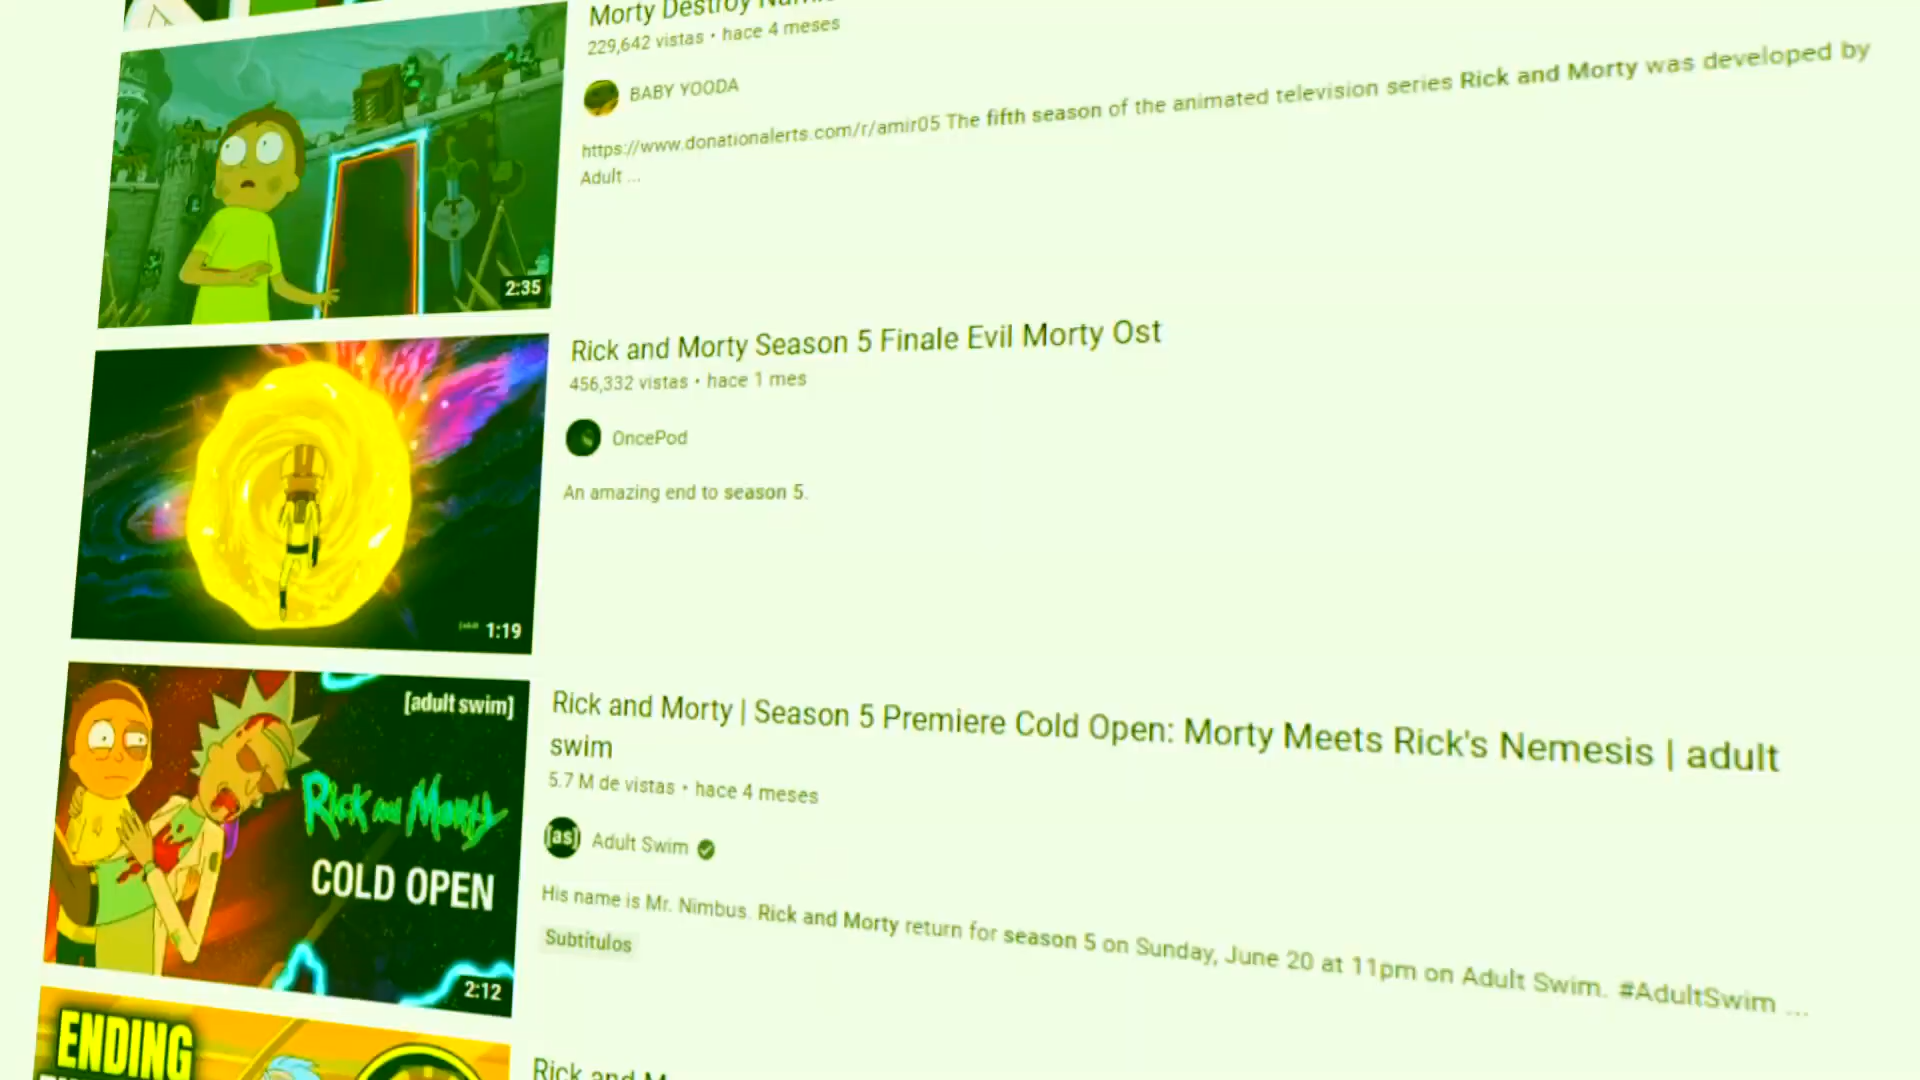 Morty Destroy
229,642 vistas • hace 4 meses
BABY YOODA
https://www.donationalerts.com/r/amir05 The fifth season of the animated television series Rick and Morty was developed by
Adult ...
2:35
Rick and Morty Season 5 Finale Evil Morty Ost
456,332 vistas • hace 1 mes
OncePod
An amazing end to season 5.
1:19
[adult swim]
Rick and Morty
COLD OPEN
2:12
Rick and Morty | Season 5 Premiere Cold Open: Morty Meets Rick's Nemesis | adult
swim
5.7 M de vistas • hace 4 meses
[as] Adult Swim
His name is Mr. Nimbus. Rick and Morty return for season 5 on Sunday, June 20 at 11pm on Adult Swim. #AdultSwim ...
Subtítulos
ENDING
Rick and